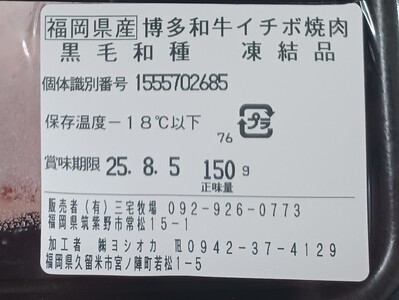 福岡県産 博多和牛イチボ焼肉
黒毛和種 凍結品
個体識別番号 1555702685
保存温度－18℃以下
76
プラ
賞味期限 25.8.5 150g
正味量
販売者（有）三宅牧場 092-926-0773
福岡県筑紫野市常松15-1
加工者 ㈱ヨシオカ ℡0942-37-4129
福岡県久留米市宮ノ陣町若松1-5